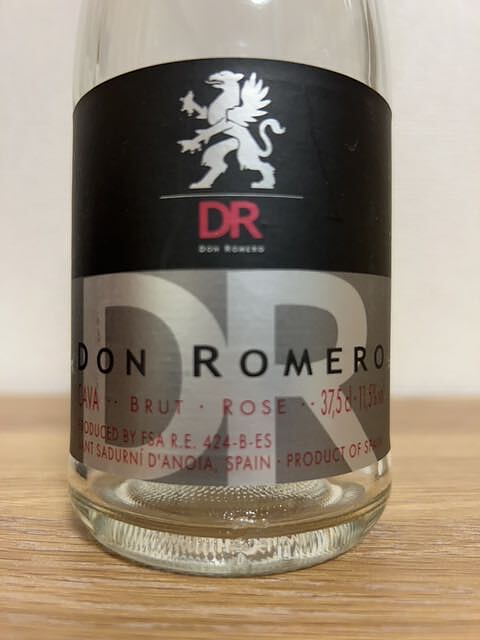 DR
DON ROMERO
DR
DON ROMERO
CAVA ·· BRUT · ROSE ·· 37,5 cl · 11,5% vol
PRODUCED BY FSA R.E. 424-B-ES
SANT SADURNÍ D'ANOIA, SPAIN · PRODUCT OF SPAIN